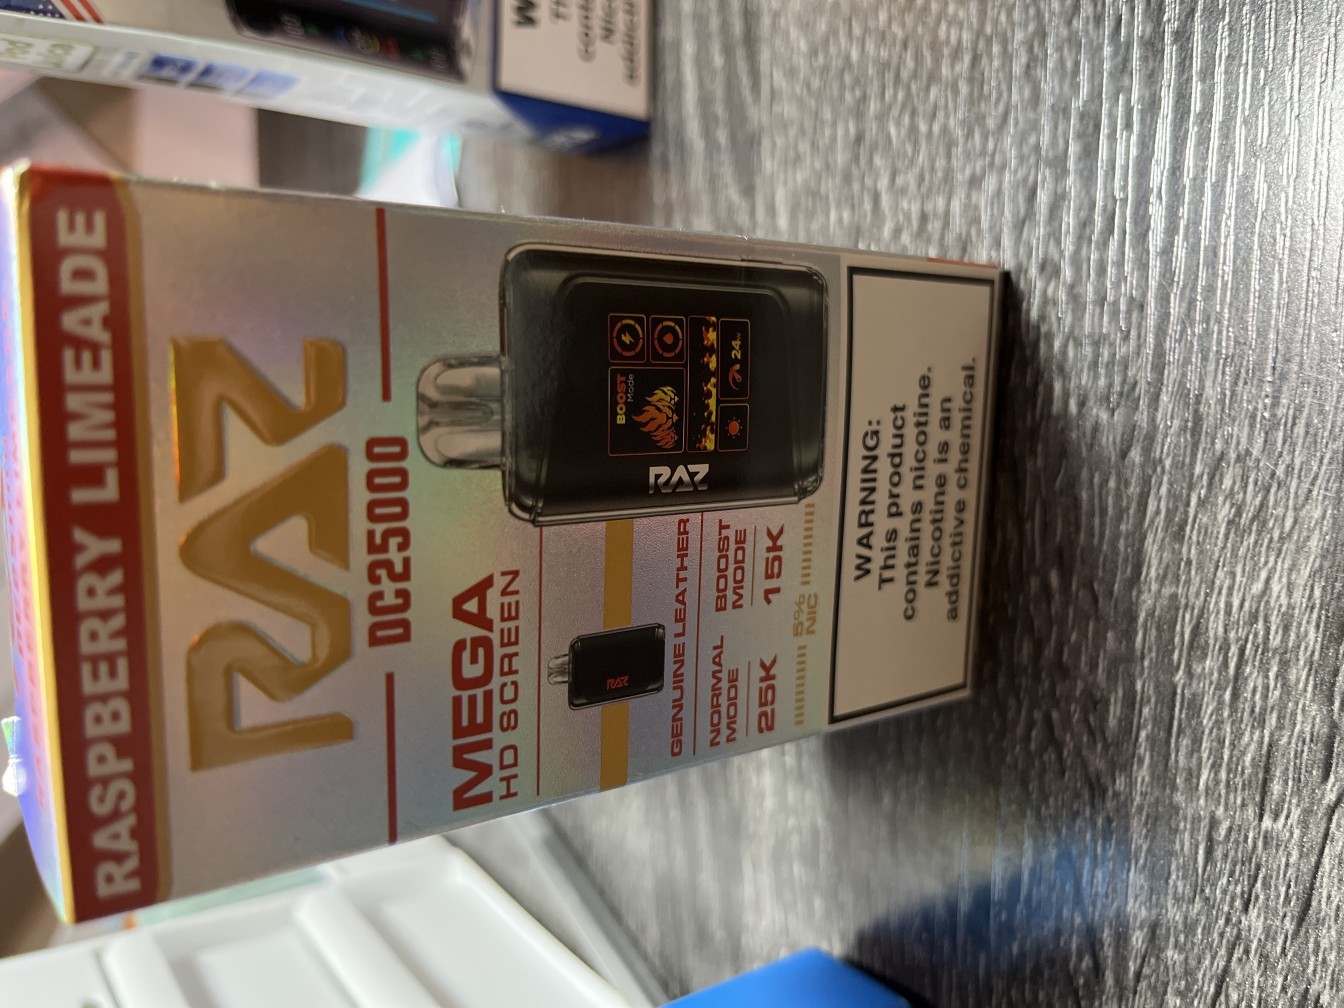 RASPBERRY LIMEADE
RAZ
DC25000
MEGA
HD SCREEN
BOOST
Mode
24
RAZ
RAZ
GENUINE LEATHER
NORMAL MODE
25K
BOOST MODE
15K
5%
NIC
WARNING:
This product
contains nicotine.
Nicotine is an
addictive chemical.